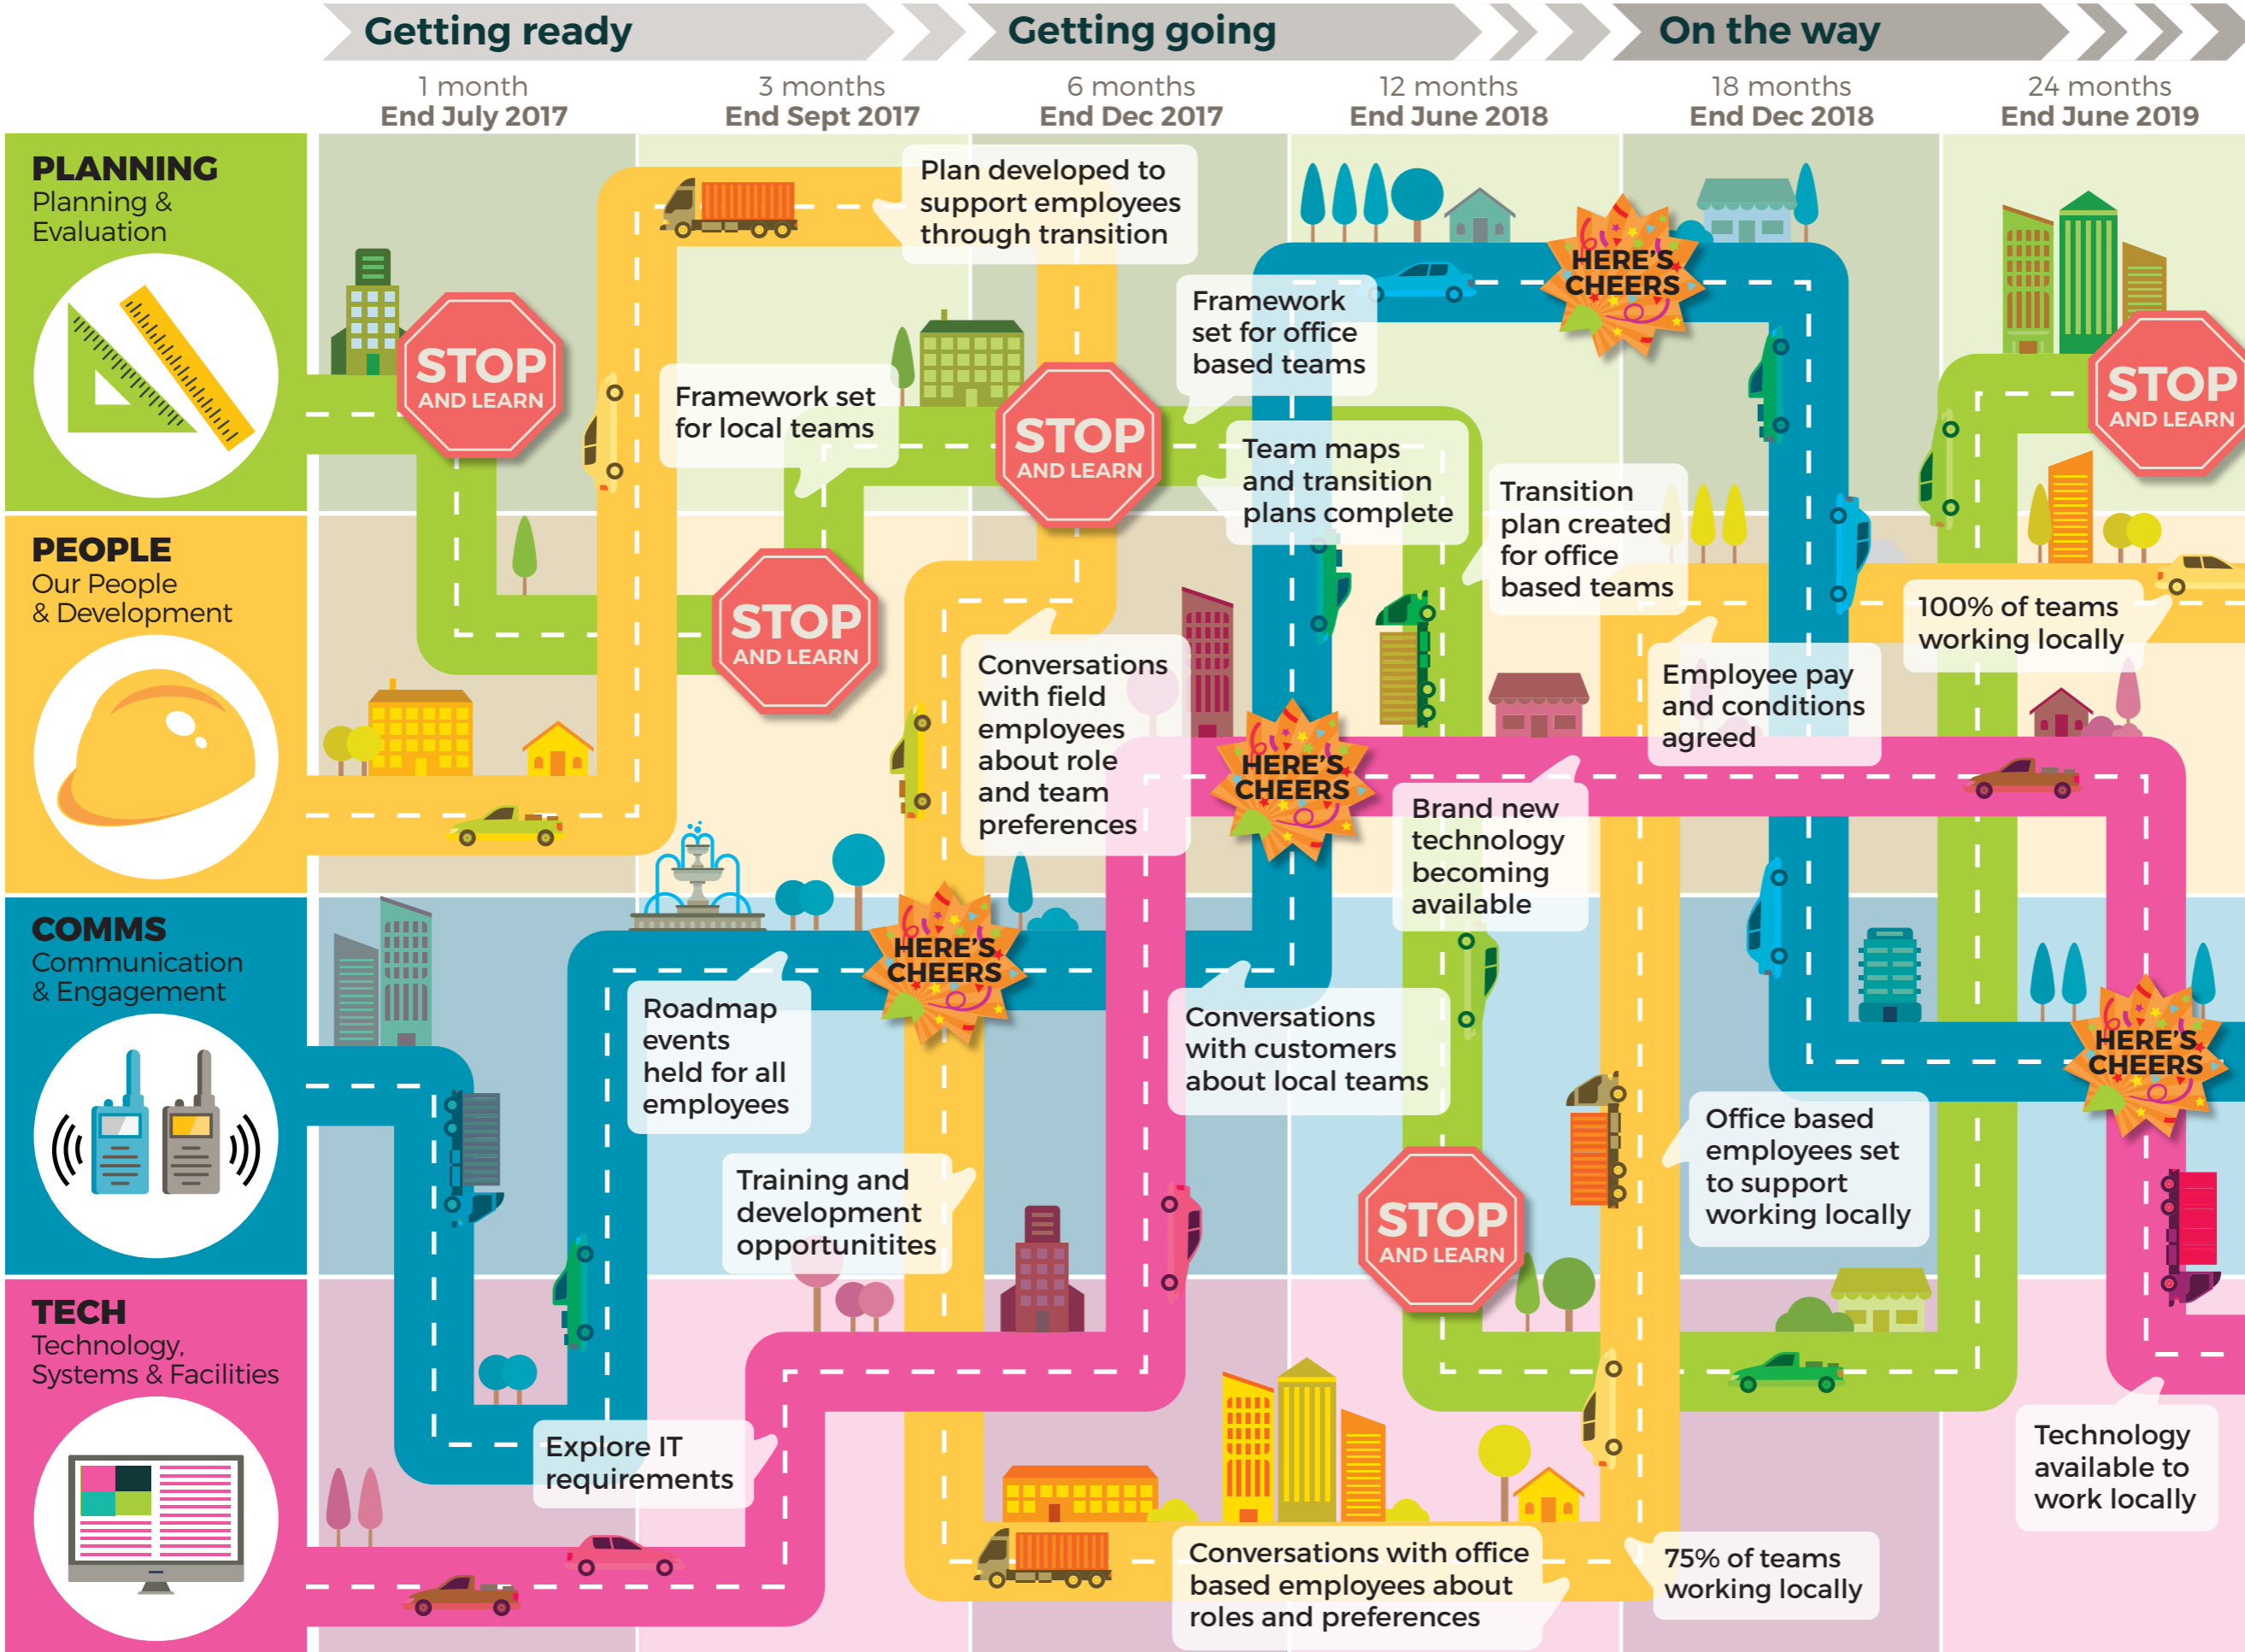 Getting ready
Getting going
On the way
1 month
End July 2017
3 months
End Sept 2017
6 months
End Dec 2017
12 months
End June 2018
18 months
End Dec 2018
24 months
End June 2019
PLANNING
Planning &
Evaluation
STOP
AND LEARN
Plan developed to
support employees
through transition
Framework set
for local teams
STOP
AND LEARN
Framework
set for office
based teams
Team maps
and transition
plans complete
HERE'S
CHEERS
STOP
AND LEARN
PEOPLE
Our People
& Development
STOP
AND LEARN
Conversations
with field
employees
about role
and team
preferences
HERE'S
CHEERS
Transition
plan created
for office
based teams
Employee pay
and conditions
agreed
100% of teams
working locally
Brand new
technology
becoming
available
COMMS
Communication
& Engagement
Roadmap
events
held for all
employees
HERE'S
CHEERS
Training and
development
opportunitites
Conversations
with customers
about local teams
STOP
AND LEARN
Office based
employees set
to support
working locally
HERE'S
CHEERS
TECH
Technology,
Systems & Facilities
Explore IT
requirements
Conversations with office
based employees about
roles and preferences
75% of teams
working locally
Technology
available to
work locally